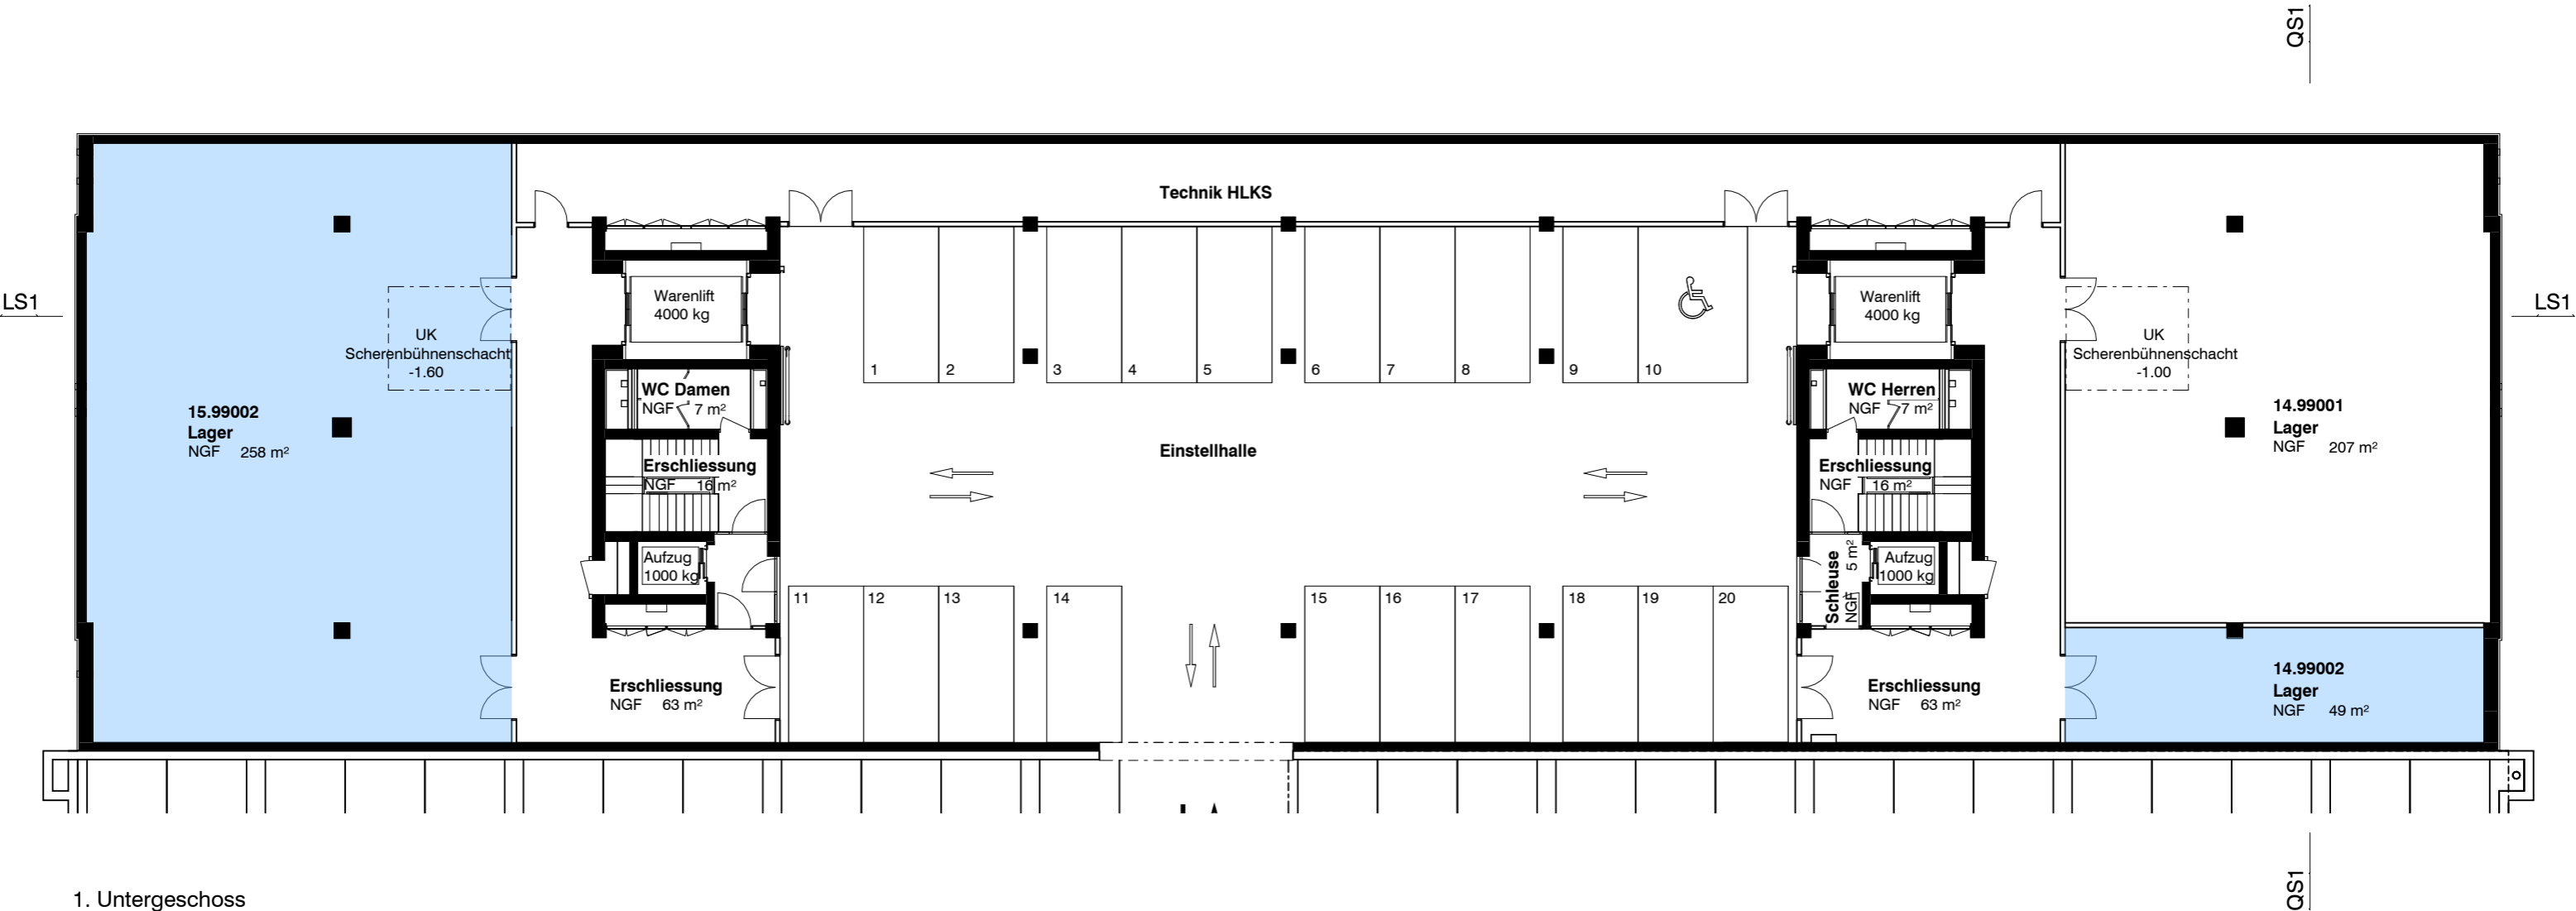 QS1
Technik HLKS
LS1
LS1
Warenlift
4000 kg
Warenlift
4000 kg
UK
Scherenbühnenschacht
-1.60
UK
Scherenbühnenschacht
-1.00
1
2
3
4
5
6
7
8
9
10
WC Damen
NGF 7 m²
WC Herren
NGF 7 m²
15.99002
Lager
NGF 258 m²
14.99001
Lager
NGF 207 m²
Einstellhalle
Erschliessung
NGF 16 m²
Erschliessung
NGF 16 m²
Aufzug
1000 kg
Schleuse
NGF 5 m²
Aufzug
1000 kg
11
12
13
14
15
16
17
18
19
20
Erschliessung
NGF 63 m²
Erschliessung
NGF 63 m²
14.99002
Lager
NGF 49 m²
QS1
1. Untergeschoss